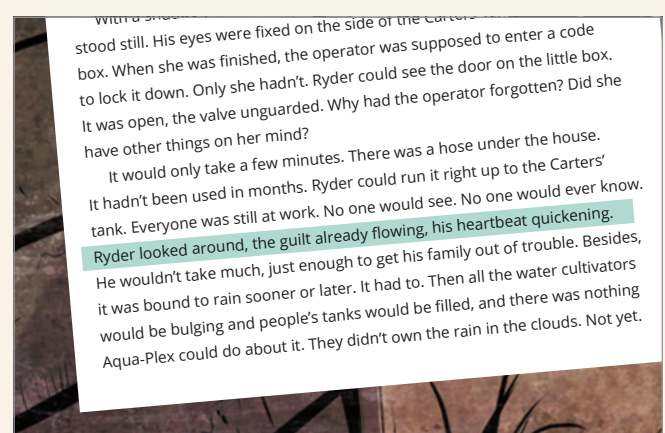 With a
stood still. His eyes were fixed on the side of the Carters'
box. When she was finished, the operator was supposed to enter a code
to lock it down. Only she hadn't. Ryder could see the door on the little box.
It was open, the valve unguarded. Why had the operator forgotten? Did she
have other things on her mind?
It would only take a few minutes. There was a hose under the house.
It hadn't been used in months. Ryder could run it right up to the Carters'
tank. Everyone was still at work. No one would see. No one would ever know.
Ryder looked around, the guilt already flowing, his heartbeat quickening.
He wouldn't take much, just enough to get his family out of trouble. Besides,
it was bound to rain sooner or later. It had to. Then all the water cultivators
would be bulging and people's tanks would be filled, and there was nothing
Aqua-Plex could do about it. They didn't own the rain in the clouds. Not yet.